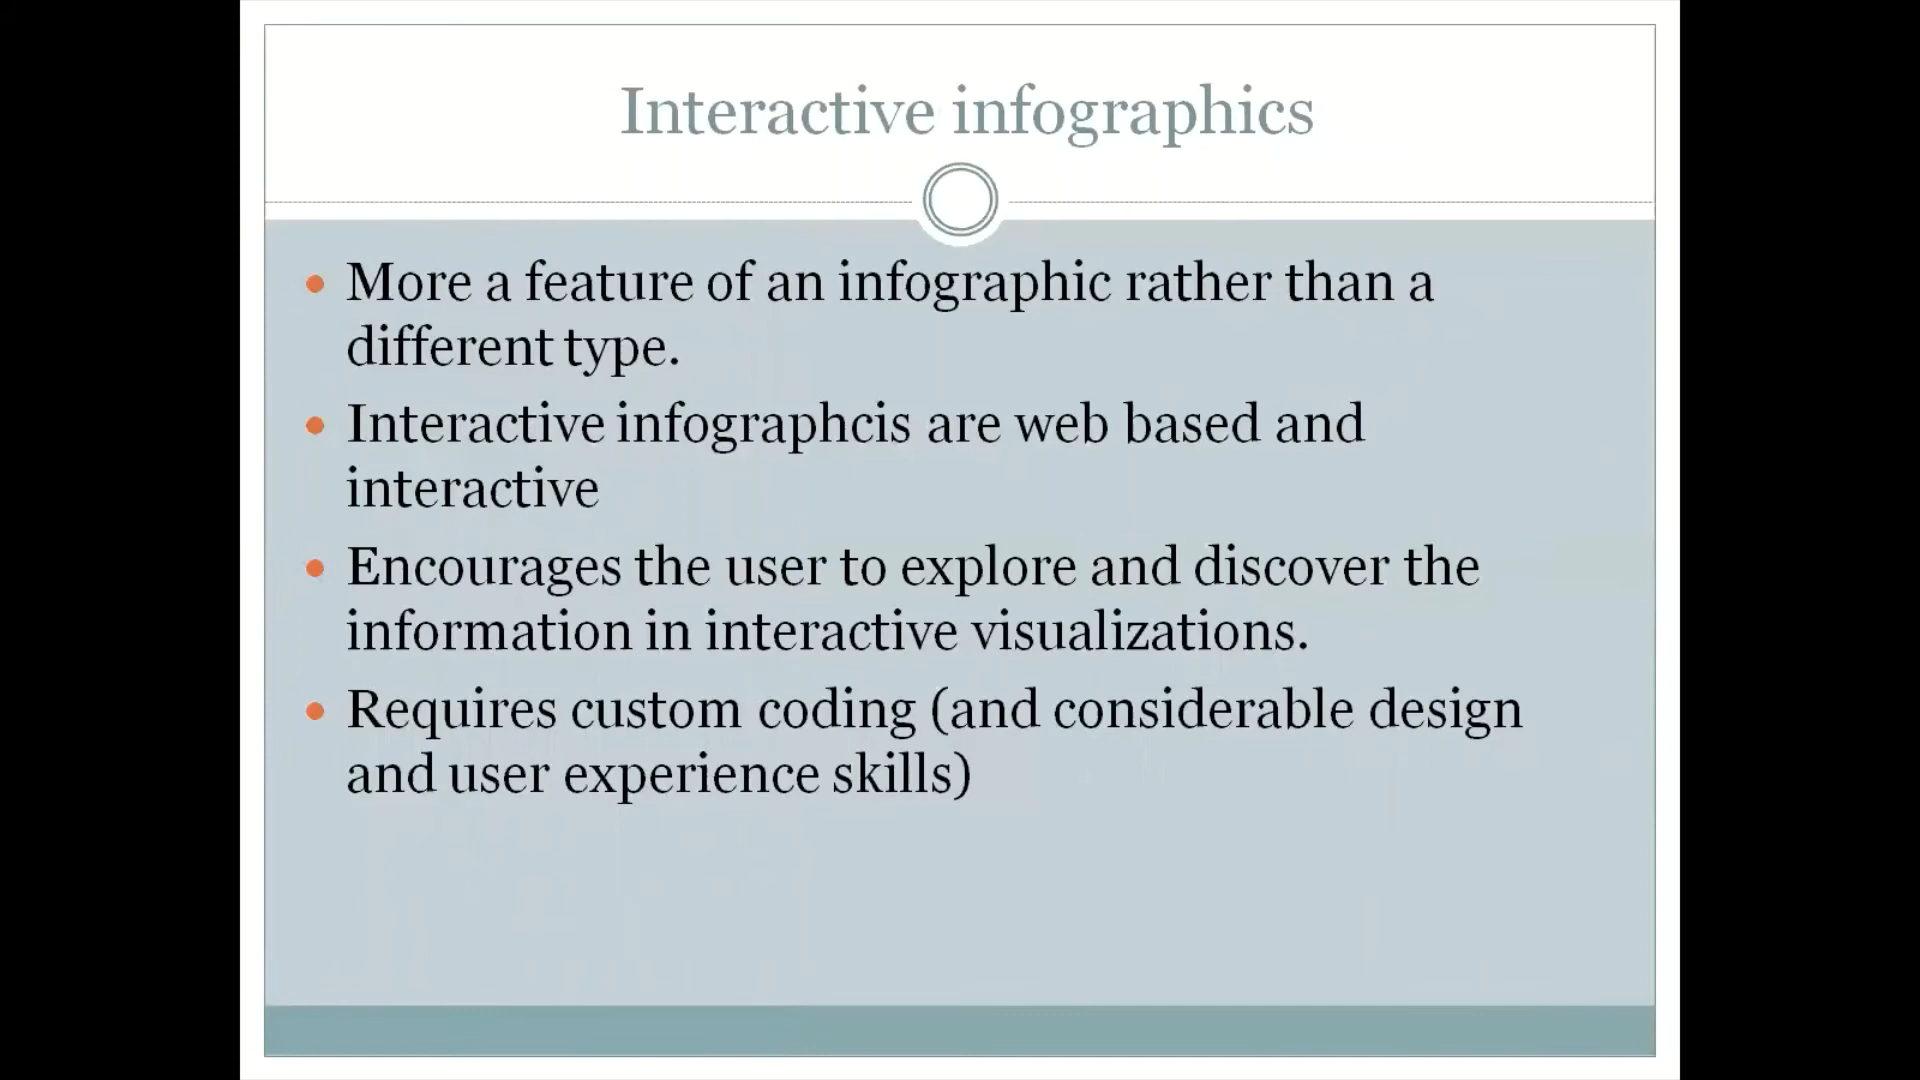 Interactive infographics
More a feature of an infographic rather than a
different type.
Interactive infographcis are web based and
interactive
Encourages the user to explore and discover the
information in interactive visualizations.
Requires custom coding (and considerable design
and user experience skills)